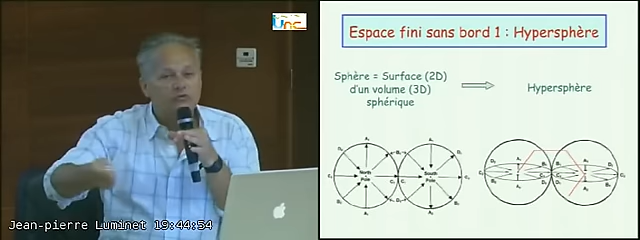 Unc
Espace fini sans bord 1 : Hypersphère
Sphère = Surface (2D)
d'un volume (3D)
sphérique
Hypersphère
North
Pole
South
Pole
Jean-pierre Luminet 19:44:54